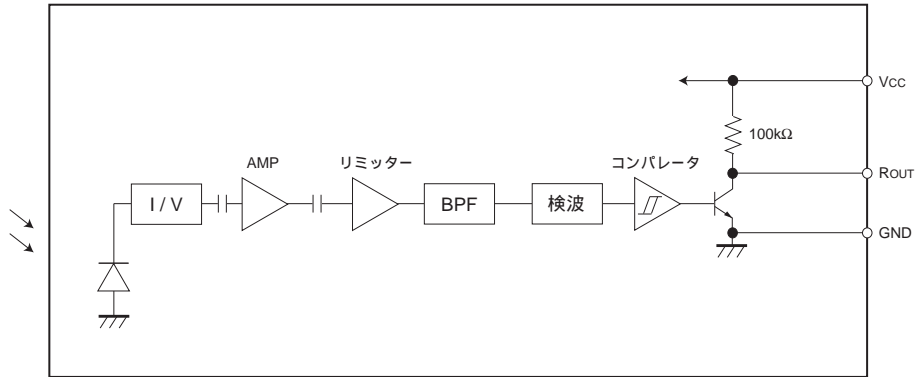 VCC
100kΩ
AMP
リミッター
コンパレータ
ROUT
I / V
BPF
検波
GND